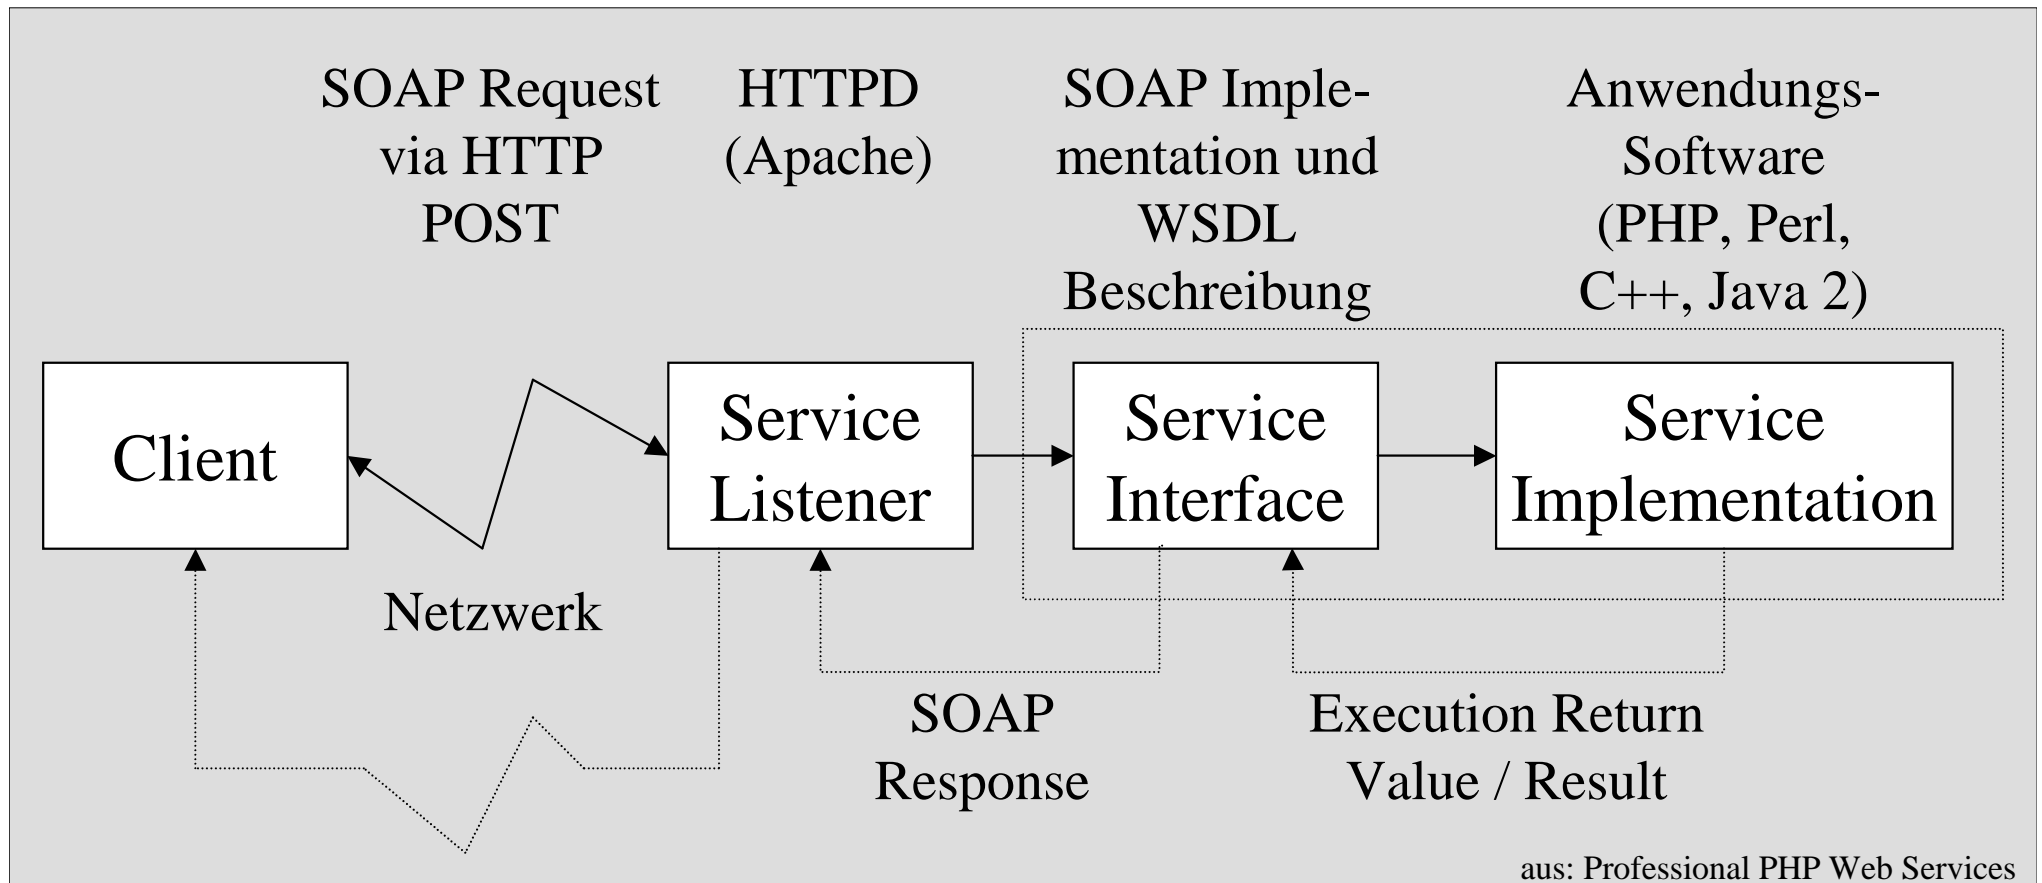 SOAP Request
via HTTP
POST
HTTPD
(Apache)
SOAP Imple-
mentation und
WSDL
Beschreibung
Anwendungs-
Software
(PHP, Perl,
C++, Java 2)
Client
Service
Listener
Service
Interface
Service
Implementation
Netzwerk
SOAP
Response
Execution Return
Value / Result
aus: Professional PHP Web Services